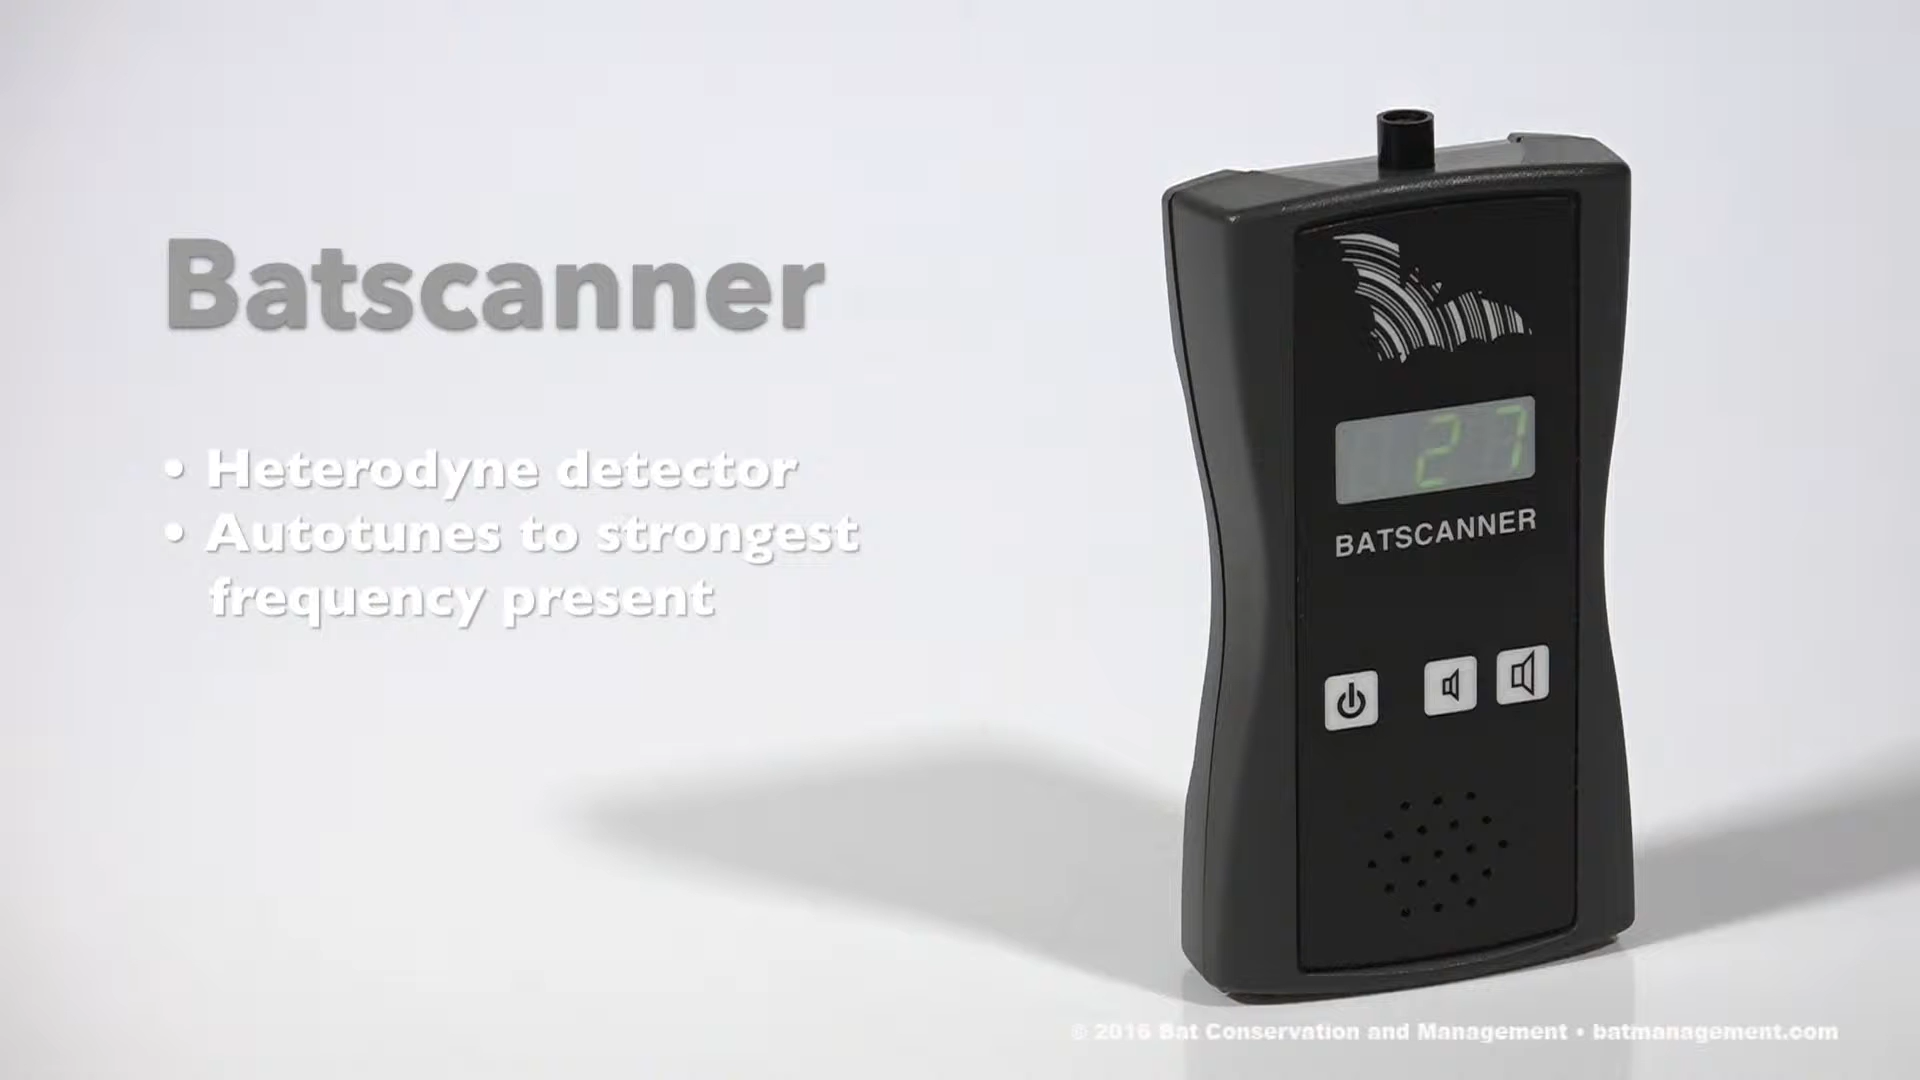 Batscanner
• Heterodyne detector
• Autotunes to strongest
frequency present
27
BATSCANNER
© 2016 Bat Conservation and Management • batmanagement.com